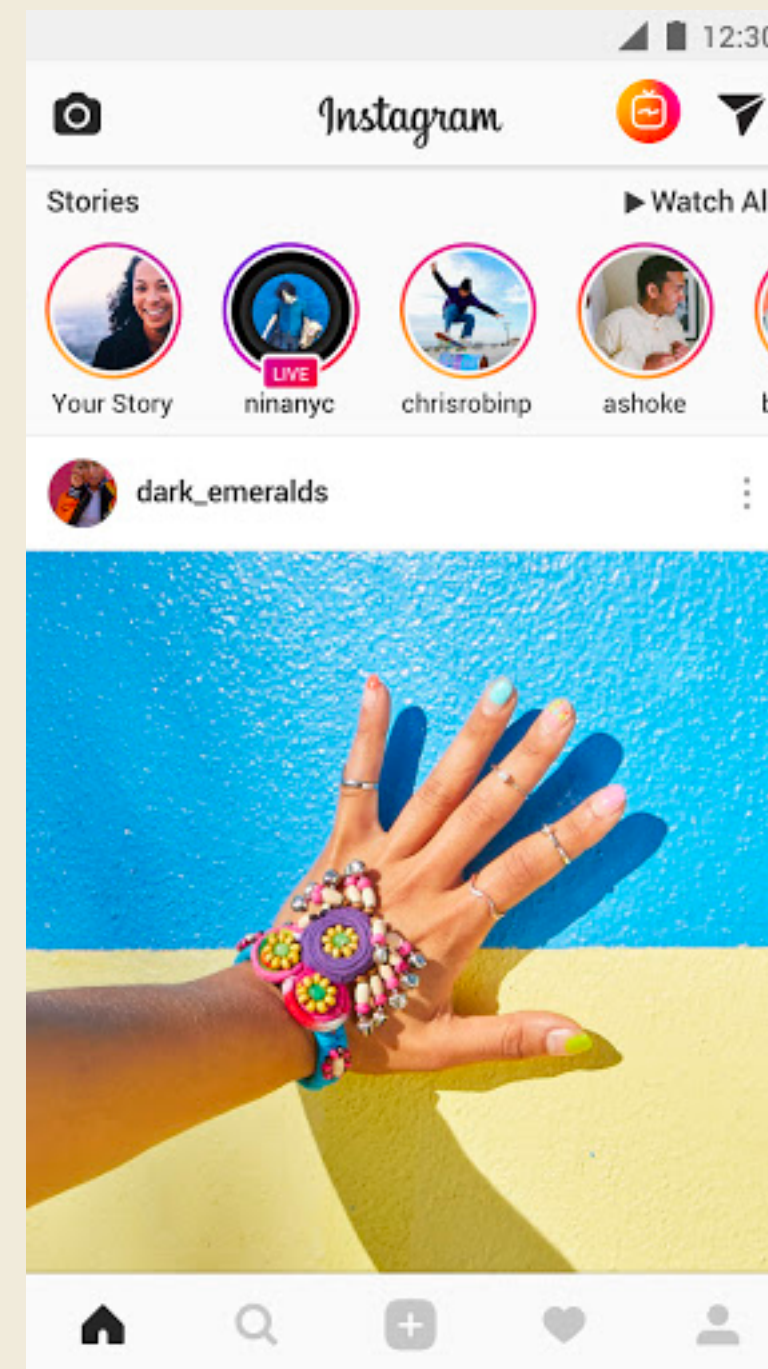 12:30
Instagram
Stories
Watch Al
LIVE
Your Story
ninanyc
chrisrobinp
ashoke
b
dark_emeralds